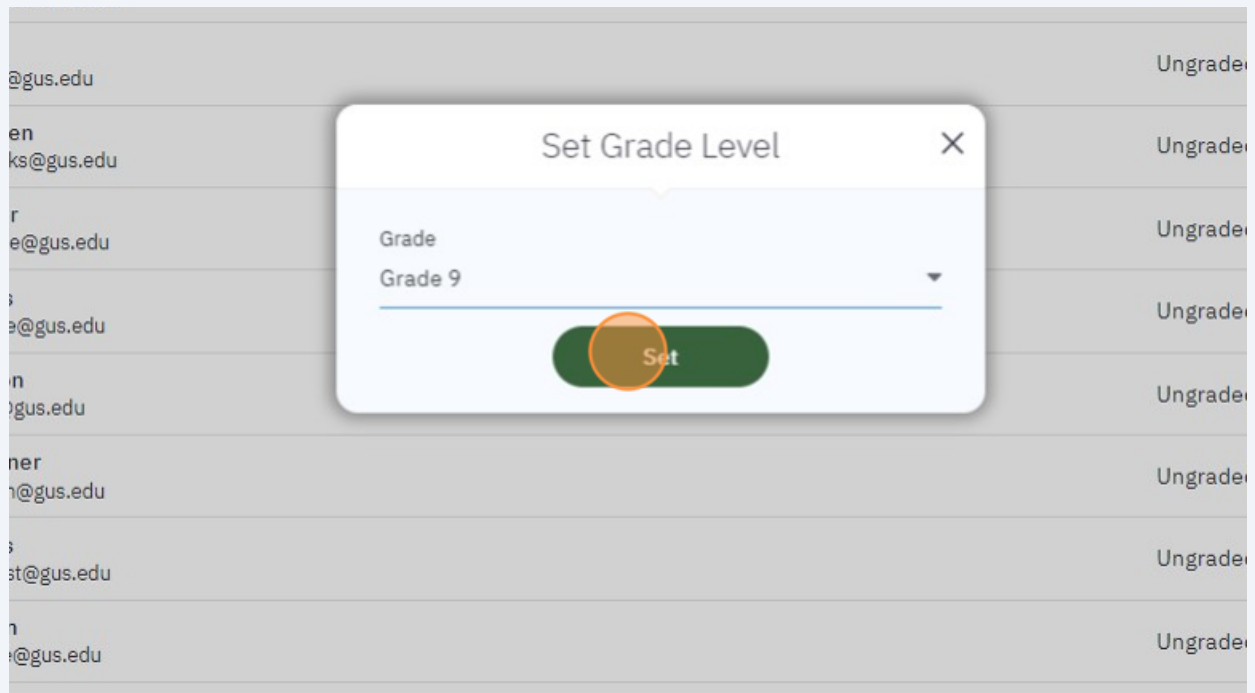 @gus.edu
Ungraded
en
ks@gus.edu
Ungraded
Set Grade Level
r
e@gus.edu
Ungraded
Grade
Grade 9
s
e@gus.edu
Ungraded
Set
n
@gus.edu
Ungraded
ner
n@gus.edu
Ungraded
s
st@gus.edu
Ungraded
n
e@gus.edu
Ungraded